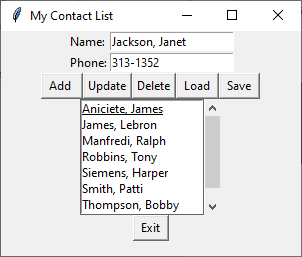 My Contact List
Name: Jackson, Janet
Phone: 313-1352
Add Update Delete Load Save
Aniciete, James
James, Lebron
Manfredi, Ralph
Robbins, Tony
Siemens, Harper
Smith, Patti
Thompson, Bobby
Exit